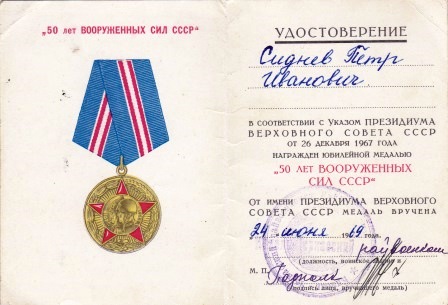 „50 лет ВООРУЖЕННЫХ СИЛ СССР“
УДОСТОВЕРЕНИЕ
Сиднев Петр
Иванович
В СООТВЕТСТВИИ С УКАЗОМ ПРЕЗИДИУМА
ВЕРХОВНОГО СОВЕТА СССР
ОТ 26 ДЕКАБРЯ 1967 ГОДА
НАГРАЖДЕН ЮБИЛЕЙНОЙ МЕДАЛЬЮ
„50 ЛЕТ ВООРУЖЕННЫХ
СИЛ СССР“
ОТ ИМЕНИ ПРЕЗИДИУМА ВЕРХОВНОГО
СОВЕТА СССР МЕДАЛЬ ВРУЧЕНА
„24“ июня 1969 года.
райвоенком
(должность, воинское звание и
М. П.
подпись лица, вручившего медаль)